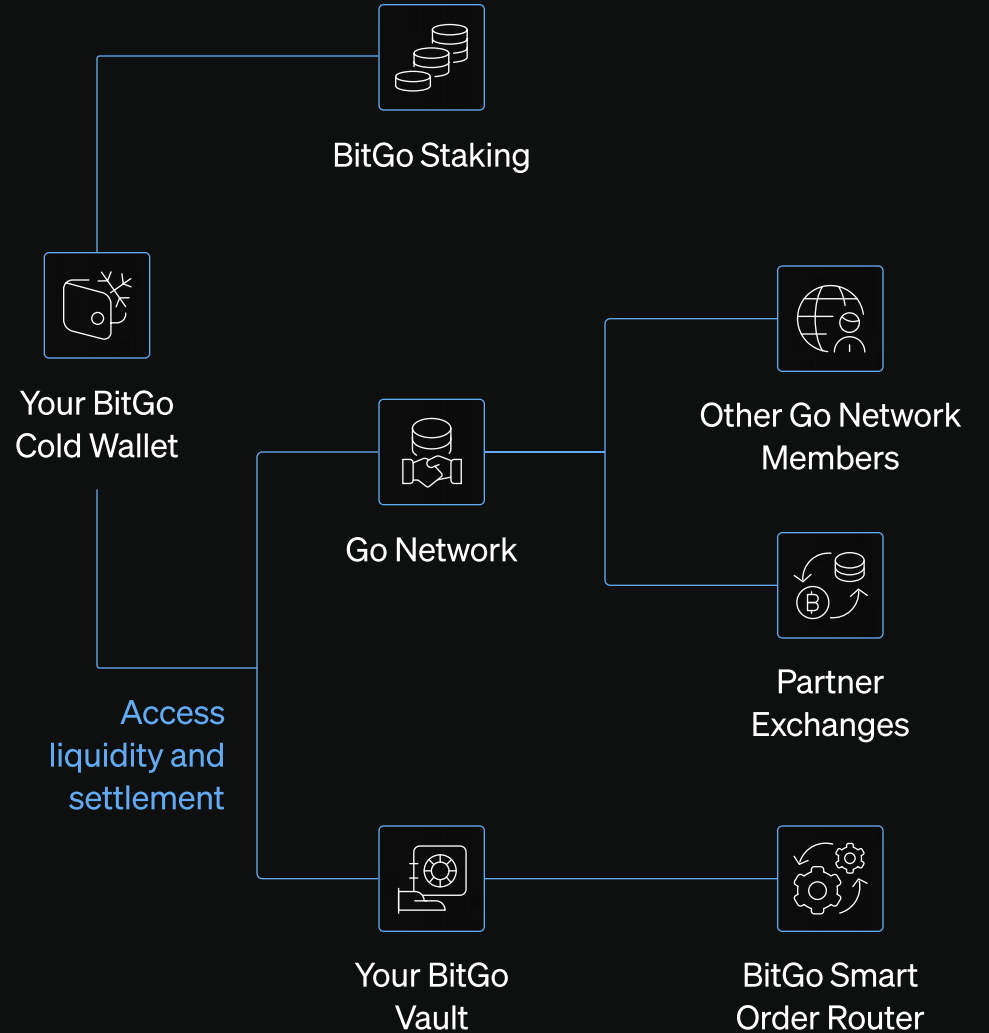 BitGo Staking
Your BitGo
Cold Wallet
Other Go Network
Members
Go Network
Partner
Exchanges
Access
liquidity and
settlement
Your BitGo
Vault
BitGo Smart
Order Router